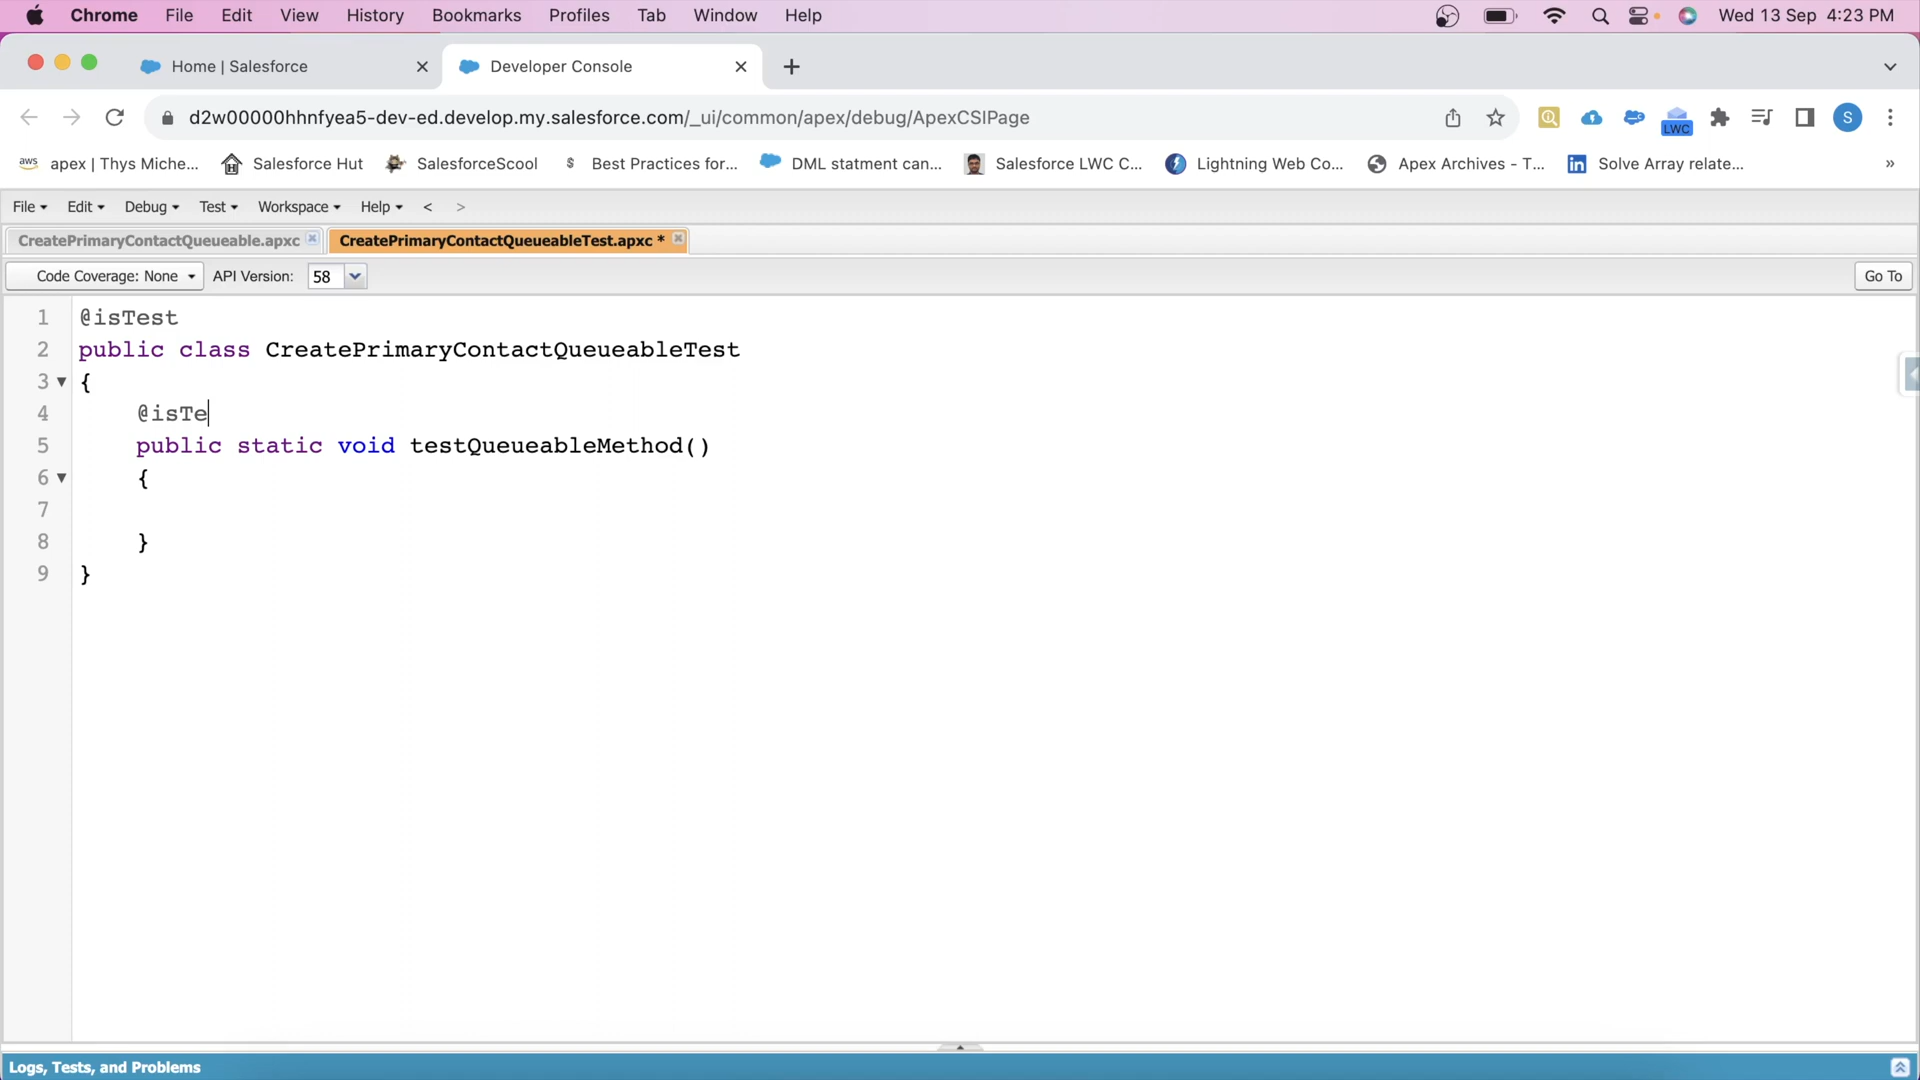 Chrome File Edit View History Bookmarks Profiles Tab Window Help Wed 13 Sep 4:23 PM
Home | Salesforce Developer Console
d2w00000hhnfyea5-dev-ed.develop.my.salesforce.com/_ui/common/apex/debug/ApexCSIPage LWC S
aws apex | Thys Miche... Salesforce Hut SalesforceScool S Best Practices for... DML statment can... Salesforce LWC C... Lightning Web Co... Apex Archives - T... in Solve Array relate... »
File Edit Debug Test Workspace Help < >
CreatePrimaryContactQueueable.apxc CreatePrimaryContactQueueableTest.apxc *
Code Coverage: None API Version: 58 Go To
1 @isTest
2 public class CreatePrimaryContactQueueableTest
3 {
4 @isTe
5 public static void testQueueableMethod()
6 {
7
8 }
9 }
Logs, Tests, and Problems